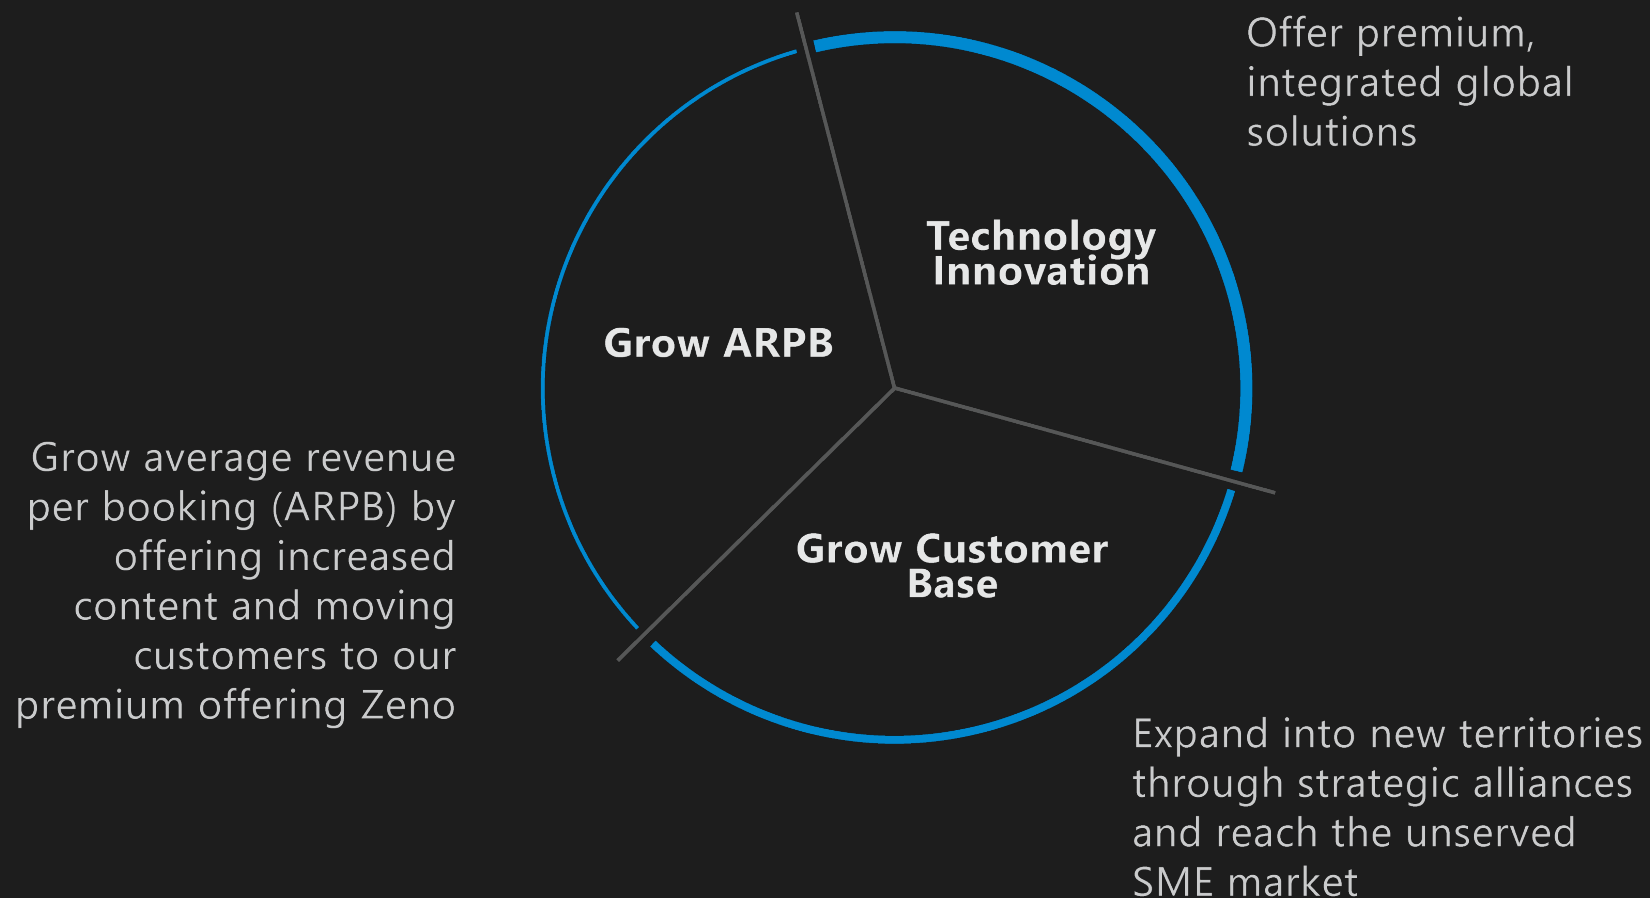 Offer premium,
integrated global
solutions
Technology
Innovation
Grow ARPB
Grow average revenue
per booking (ARPB) by
offering increased
content and moving
customers to our
premium offering Zeno
Grow Customer
Base
Expand into new territories
through strategic alliances
and reach the unserved
SME market